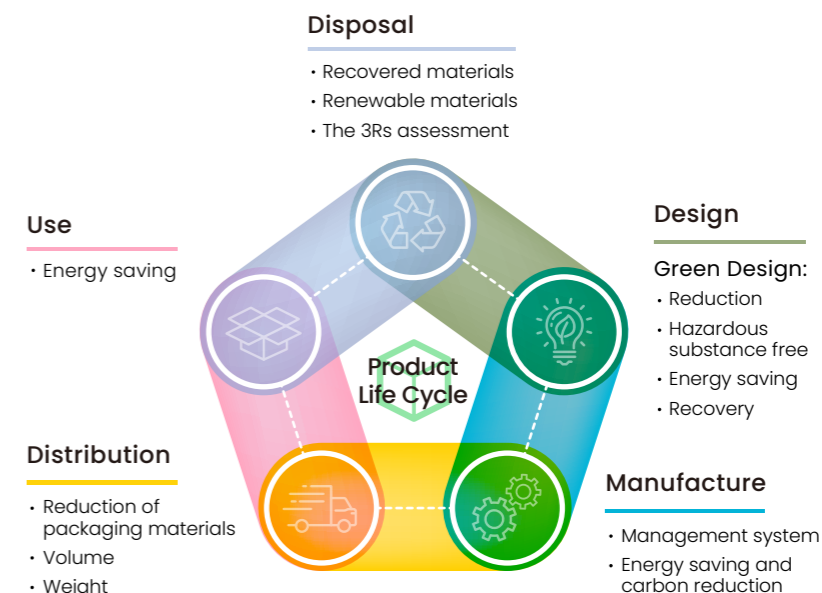 Disposal
· Recovered materials
· Renewable materials
· The 3Rs assessment
Use
· Energy saving
Design
Green Design:
· Reduction
· Hazardous
substance free
· Energy saving
· Recovery
Product
Life Cycle
Distribution
· Reduction of
packaging materials
· Volume
· Weight
Manufacture
· Management system
· Energy saving and
carbon reduction